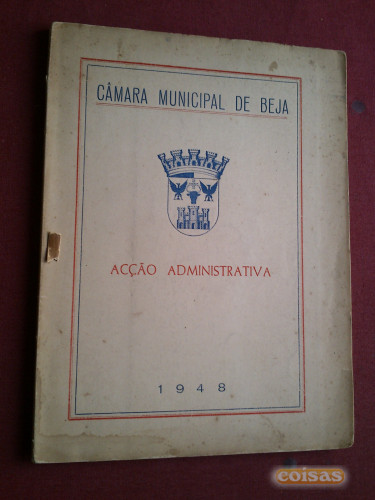 CÂMARA MUNICIPAL DE BEJA
ACÇÃO ADMINISTRATIVA
1948
coisas